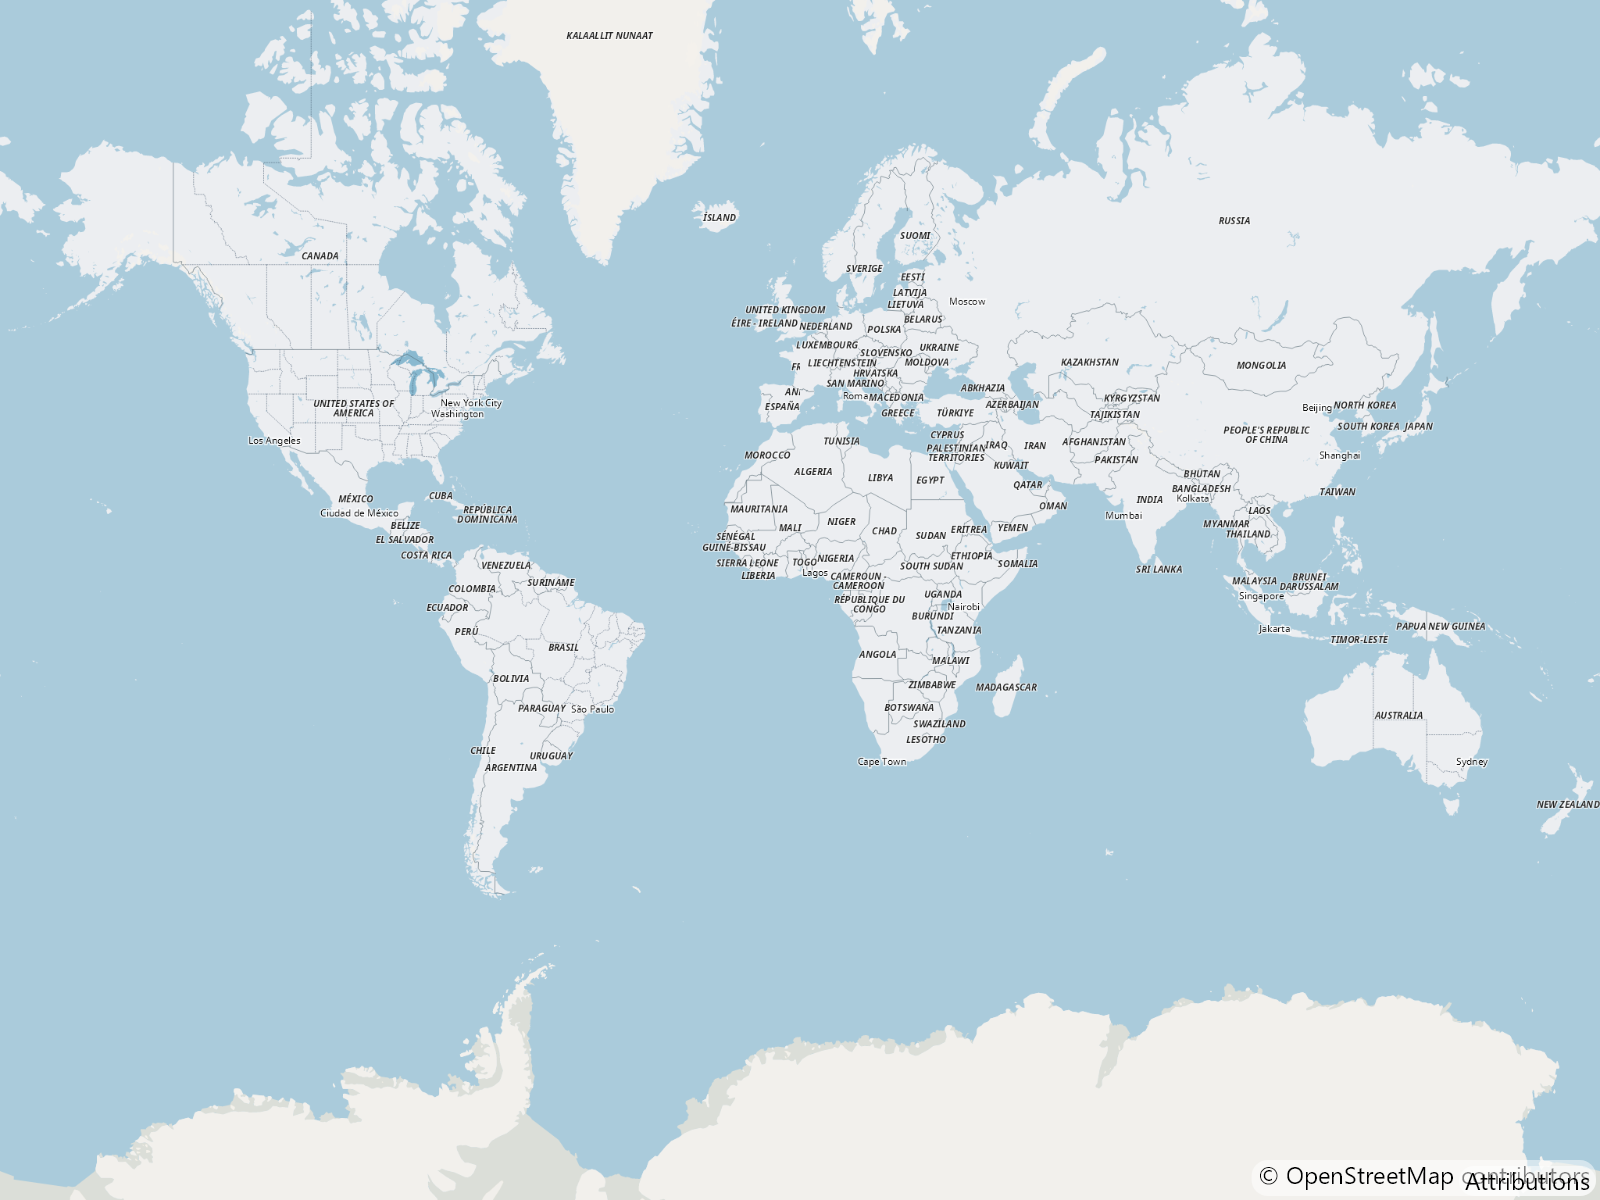 KALAALLIT NUNAAT
ÍSLAND
RUSSIA
SUOMI
CANADA
SVERIGE
EESTI
LATVIJA
LIETUVA
Moscow
UNITED KINGDOM
BELARUS
ÉIRE - IRELAND
NEDERLAND
POLSKA
LUXEMBOURG
UKRAINE
SLOVENSKO
FR
LIECHTENSTEIN
MOLDOVA
KAZAKHSTAN
MONGOLIA
HRVATSKA
SAN MARINO
ABKHAZIA
AN
Roma
MACEDONIA
KYRGYZSTAN
UNITED STATES OF
AMERICA
New York City
Washington
ESPAÑA
GREECE
TÜRKIYE
AZERBAIJAN
TAJIKISTAN
Beijing
NORTH KOREA
SOUTH KOREA
JAPAN
Los Angeles
TUNISIA
CYPRUS
PALESTINIAN
TERRITORIES
IRAQ
IRAN
AFGHANISTAN
PEOPLE'S REPUBLIC
OF CHINA
MOROCCO
KUWAIT
PAKISTAN
Shanghai
ALGERIA
LIBYA
EGYPT
QATAR
BHUTAN
BANGLADESH
Kolkata
TAIWAN
MÉXICO
Ciudad de México
CUBA
REPÚBLICA
DOMINICANA
MAURITANIA
OMAN
INDIA
Mumbai
LAOS
BELIZE
EL SALVADOR
NIGER
MALI
CHAD
SUDAN
ERITREA
YEMEN
MYANMAR
THAILAND
COSTA RICA
SÉNÉGAL
GUINÉ-BISSAU
SIERRA LEONE
LIBERIA
TOGO
NIGERIA
Lagos
SOUTH SUDAN
ETHIOPIA
SOMALIA
SRI LANKA
VENEZUELA
SURINAME
COLOMBIA
CAMEROUN -
CAMEROON
MALAYSIA
Singapore
BRUNEI
DARUSSALAM
ECUADOR
RÉPUBLIQUE DU
CONGO
UGANDA
Nairobi
BURUNDI
PERÚ
TANZANIA
Jakarta
TIMOR-LESTE
PAPUA NEW GUINEA
BRASIL
ANGOLA
MALAWI
BOLIVIA
ZIMBABWE
MADAGASCAR
PARAGUAY
São Paulo
BOTSWANA
SWAZILAND
LESOTHO
AUSTRALIA
CHILE
URUGUAY
ARGENTINA
Cape Town
Sydney
NEW ZEALAND
© OpenStreetMap contributors
Attributions